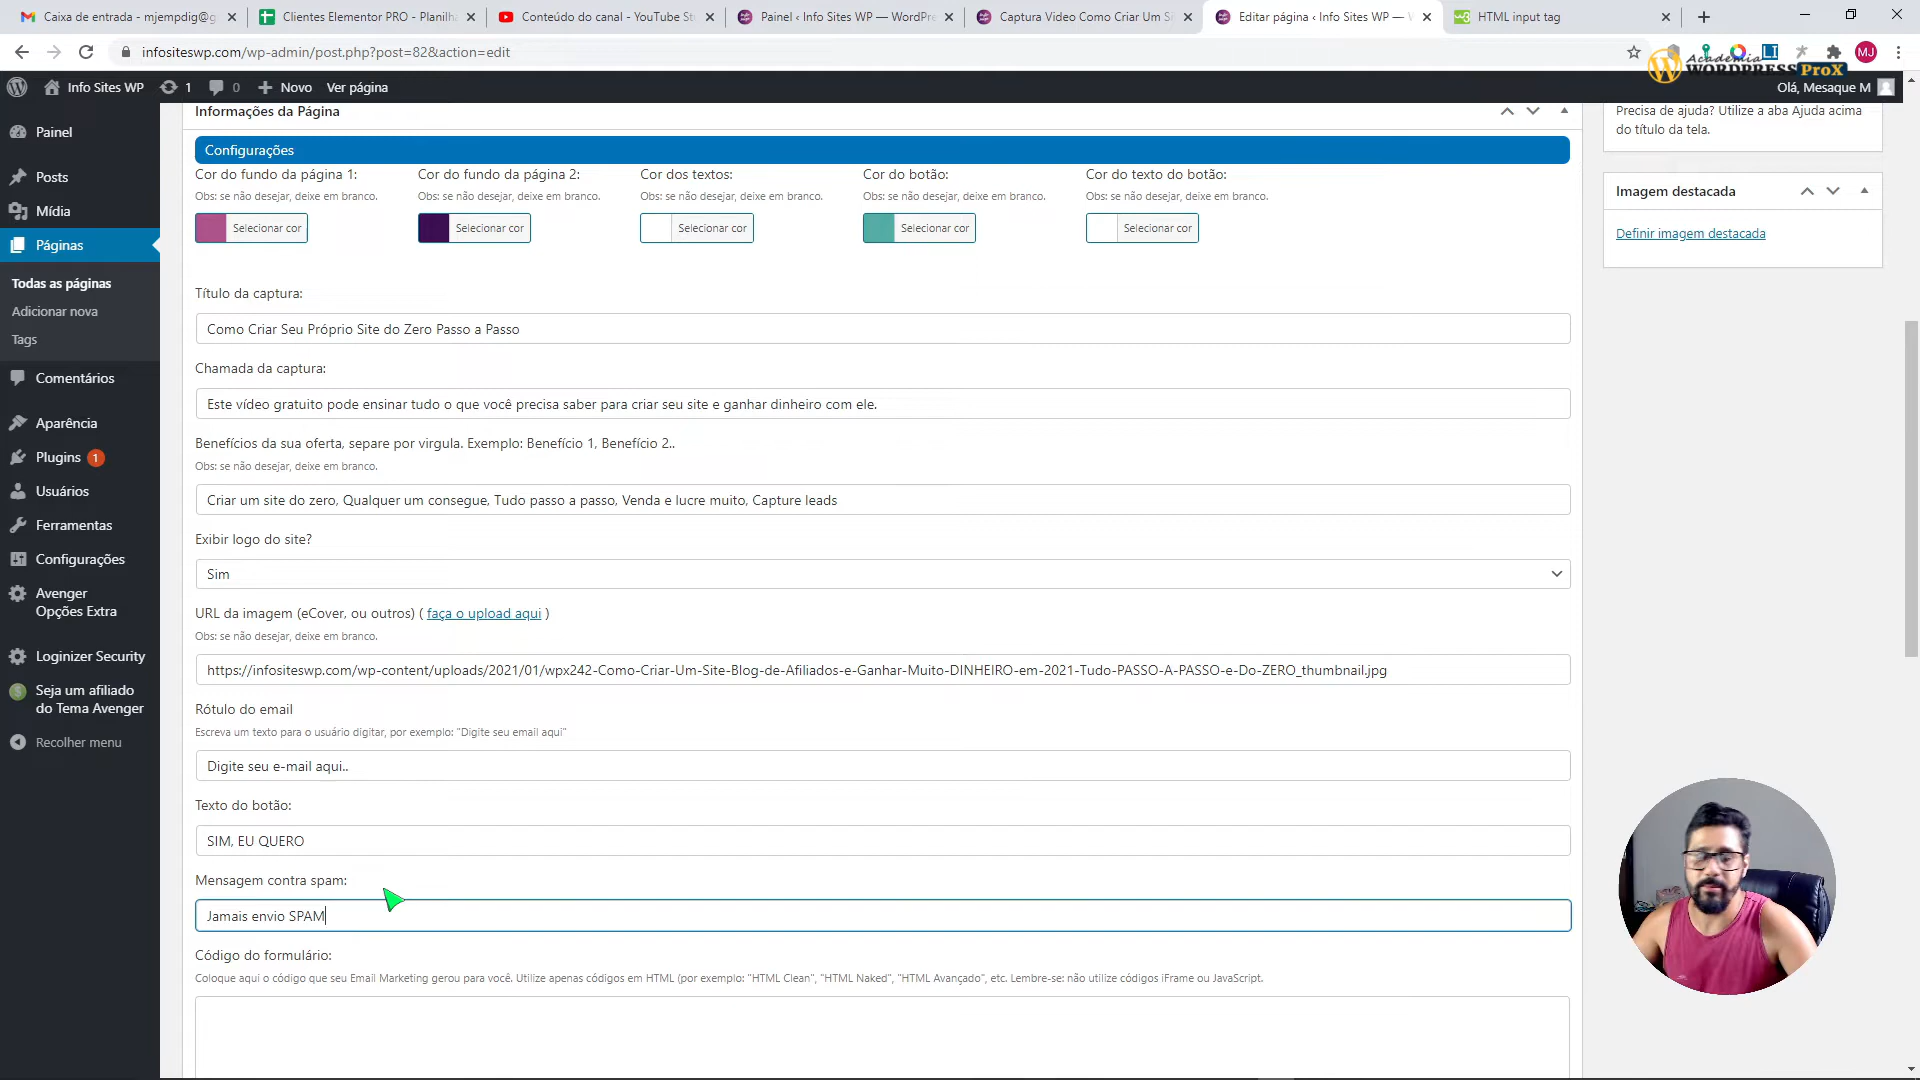 Caixa de entrada - mjempdig@g
Clientes Elementor PRO - Planilha
Conteúdo do canal - YouTube St
Painel ‹ Info Sites WP — WordPre
Captura Video Como Criar Um Si
Editar página ‹ Info Sites WP — W
HTML input tag
infositeswp.com/wp-admin/post.php?post=82&action=edit
MJ
Academia
WORDPRESS ProX
Info Sites WP
1
0
Novo
Ver página
Olá, Mesaque M
Painel
Posts
Mídia
Páginas
Todas as páginas
Adicionar nova
Tags
Comentários
Aparência
Plugins 1
Usuários
Ferramentas
Configurações
Avenger
Opções Extra
Loginizer Security
Seja um afiliado
do Tema Avenger
Recolher menu
Informações da Página
Configurações
Cor do fundo da página 1:
Obs: se não desejar, deixe em branco.
Selecionar cor
Cor do fundo da página 2:
Obs: se não desejar, deixe em branco.
Selecionar cor
Cor dos textos:
Obs: se não desejar, deixe em branco.
Selecionar cor
Cor do botão:
Obs: se não desejar, deixe em branco.
Selecionar cor
Cor do texto do botão:
Obs: se não desejar, deixe em branco.
Selecionar cor
Título da captura:
Como Criar Seu Próprio Site do Zero Passo a Passo
Chamada da captura:
Este vídeo gratuito pode ensinar tudo o que você precisa saber para criar seu site e ganhar dinheiro com ele.
Benefícios da sua oferta, separe por virgula. Exemplo: Benefício 1, Benefício 2..
Obs: se não desejar, deixe em branco.
Criar um site do zero, Qualquer um consegue, Tudo passo a passo, Venda e lucre muito, Capture leads
Exibir logo do site?
Sim
URL da imagem (eCover, ou outros) ( faça o upload aqui )
Obs: se não desejar, deixe em branco.
https://infositeswp.com/wp-content/uploads/2021/01/wpx242-Como-Criar-Um-Site-Blog-de-Afiliados-e-Ganhar-Muito-DINHEIRO-em-2021-Tudo-PASSO-A-PASSO-e-Do-ZERO_thumbnail.jpg
Rótulo do email
Escreva um texto para o usuário digitar, por exemplo: "Digite seu email aqui"
Digite seu e-mail aqui..
Texto do botão:
SIM, EU QUERO
Mensagem contra spam:
Jamais envio SPAM
Código do formulário:
Coloque aqui o código que seu Email Marketing gerou para você. Utilize apenas códigos em HTML (por exemplo: "HTML Clean", "HTML Naked", "HTML Avançado", etc. Lembre-se: não utilize códigos iFrame ou JavaScript.
Precisa de ajuda? Utilize a aba Ajuda acima
do título da tela.
Imagem destacada
Definir imagem destacada